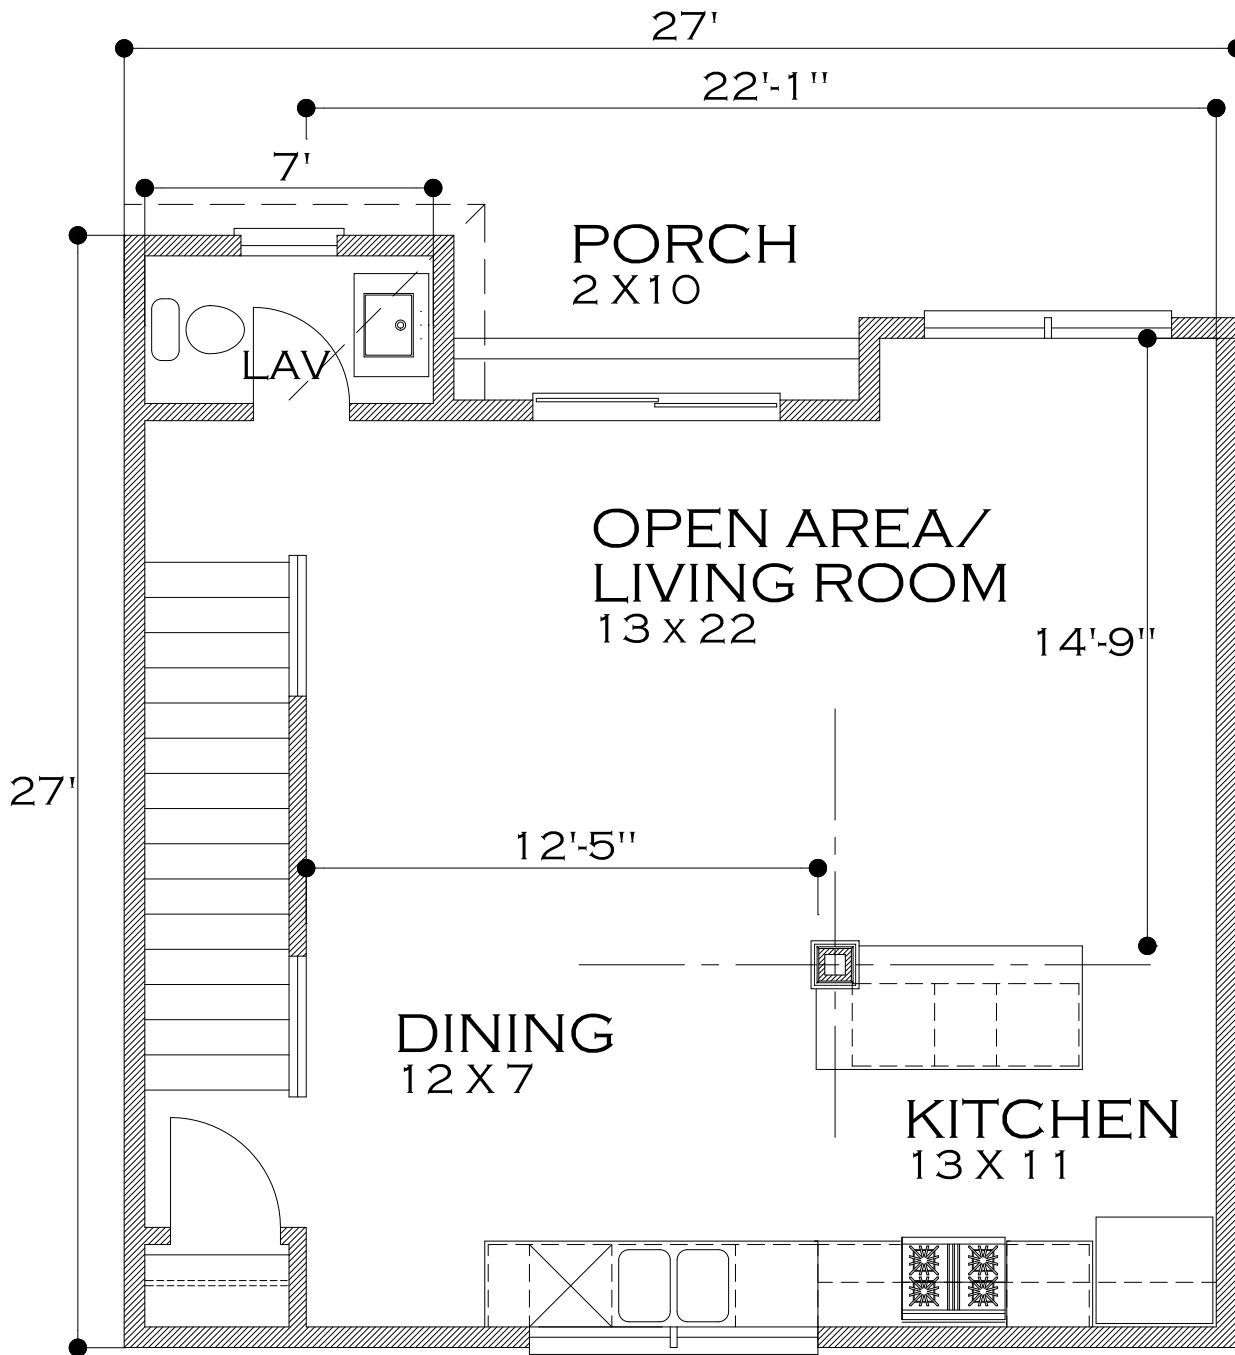 27'
22'-1"
7'
PORCH
2 X 10
LAV
OPEN AREA/
LIVING ROOM
13 x 22
14'-9"
27'
12'-5"
DINING
12 X 7
KITCHEN
13 X 11